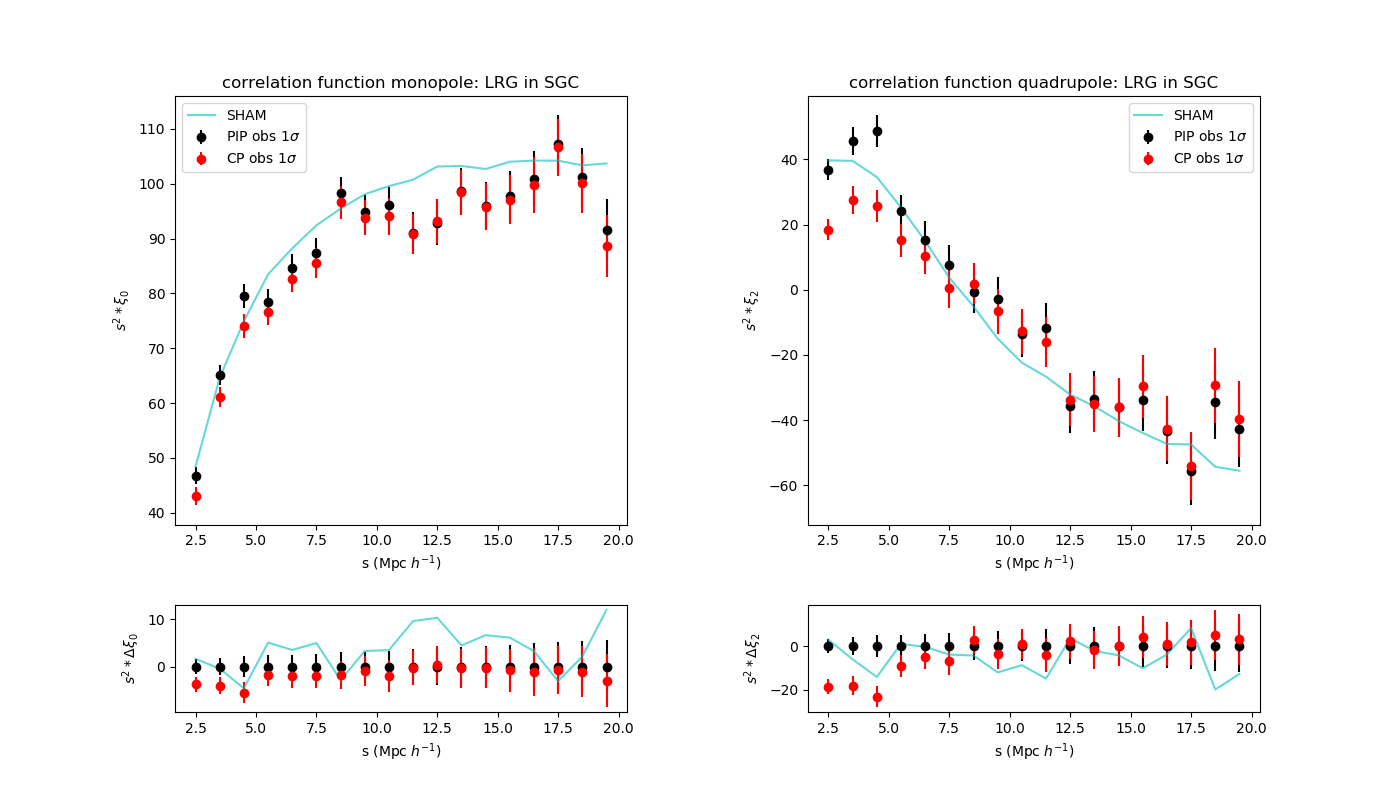 correlation function monopole: LRG in SGC
SHAM
PIP obs 1σ
CP obs 1σ
110
100
90
80
70
60
50
40
s² * ξ₀
2.5 5.0 7.5 10.0 12.5 15.0 17.5 20.0
s (Mpc h⁻¹)
10
0
s² * Δξ₀
2.5 5.0 7.5 10.0 12.5 15.0 17.5 20.0
s (Mpc h⁻¹)
correlation function quadrupole: LRG in SGC
SHAM
PIP obs 1σ
CP obs 1σ
40
20
0
−20
−40
−60
s² * ξ₂
2.5 5.0 7.5 10.0 12.5 15.0 17.5 20.0
s (Mpc h⁻¹)
0
−20
s² * Δξ₂
2.5 5.0 7.5 10.0 12.5 15.0 17.5 20.0
s (Mpc h⁻¹)